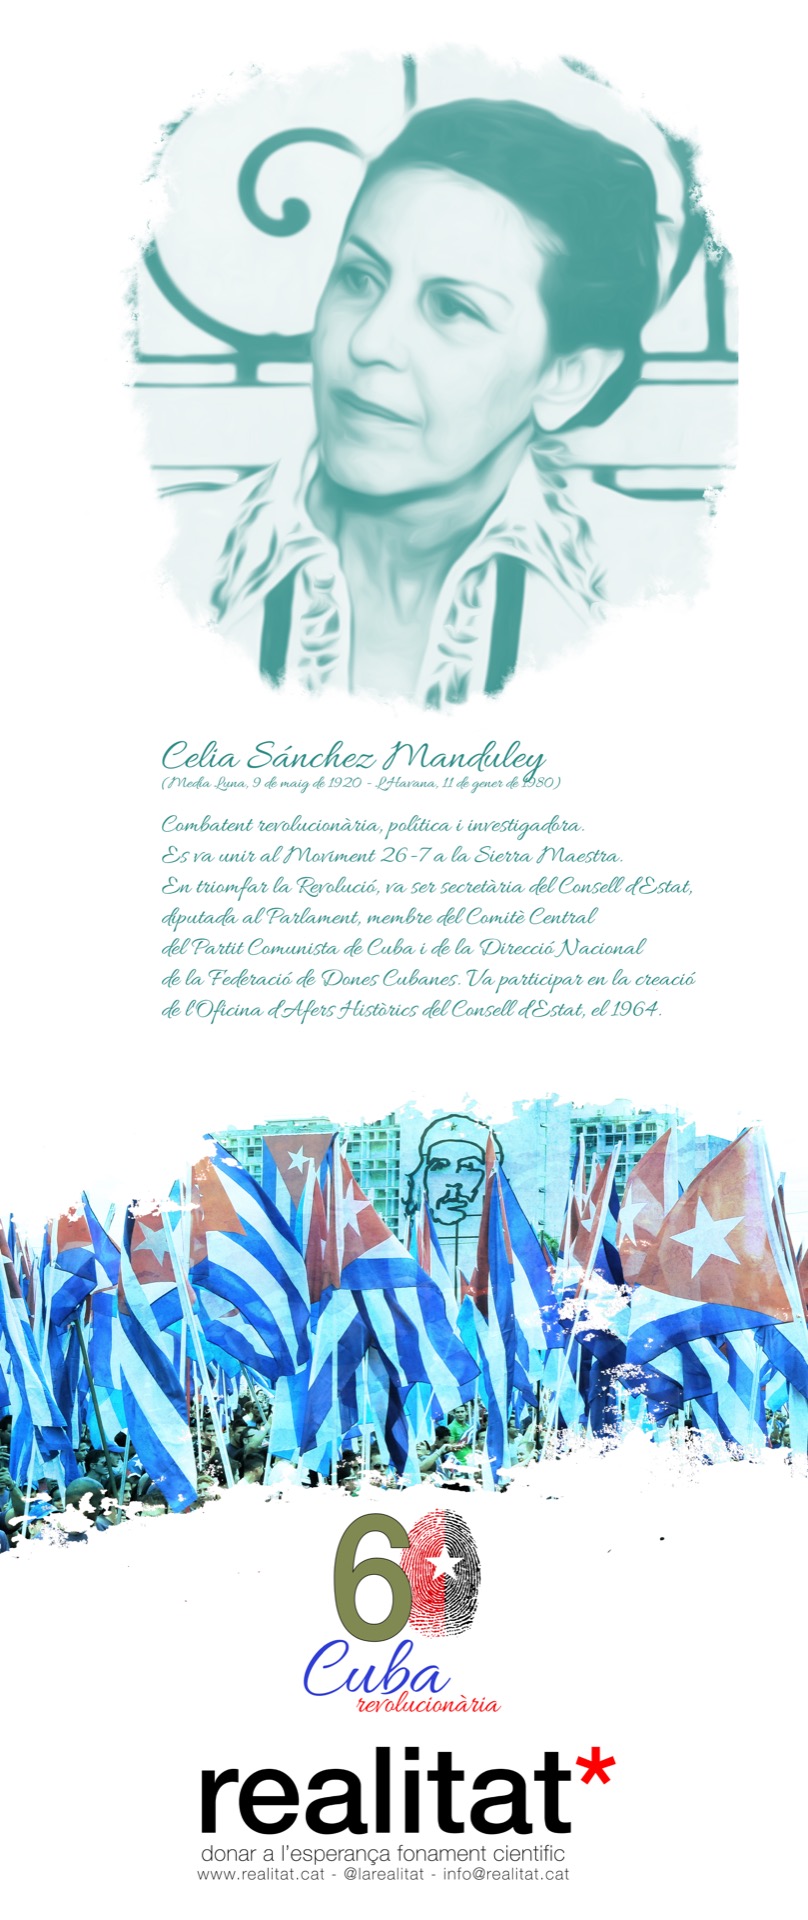 Celia Sánchez Manduley
(Media Luna, 9 de maig de 1920 - L'Havana, 11 de gener de 1980)
Combatent revolucionària, política i investigadora.
Es va unir al Moviment 26-7 a la Sierra Maestra.
En triomfar la Revolució, va ser secretària del Consell d'Estat,
diputada al Parlament, membre del Comitè Central
del Partit Comunista de Cuba i de la Direcció Nacional
de la Federació de Dones Cubanes. Va participar en la creació
de l'Oficina d'Afers Històrics del Consell d'Estat, el 1964.
60
Cuba
revolucionària
realitat*
donar a l'esperança fonament cientific
www.realitat.cat - @larealitat - info@realitat.cat